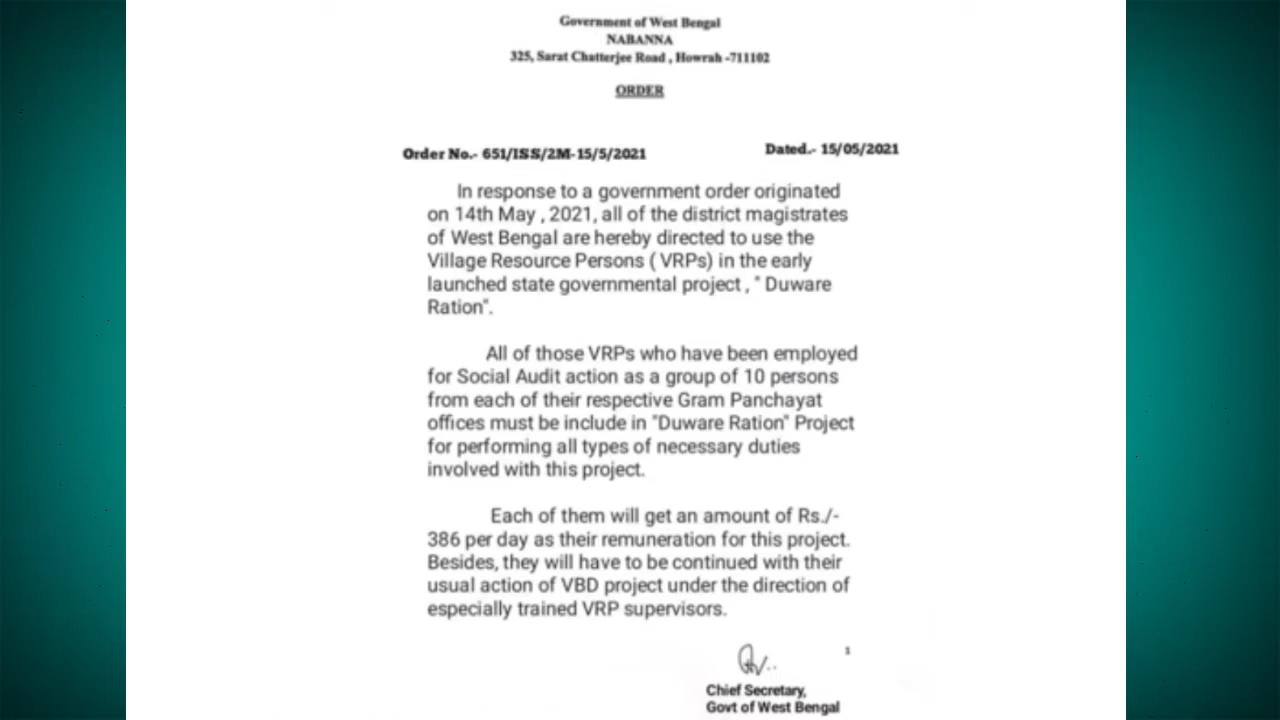 Government of West Bengal
NABANNA
325, Sarat Chatterjee Road , Howrah -711102
ORDER
Order No.- 651/ISS/2M-15/5/2021
Dated.- 15/05/2021
In response to a government order originated
on 14th May , 2021, all of the district magistrates
of West Bengal are hereby directed to use the
Village Resource Persons ( VRPs) in the early
launched state governmental project , " Duware
Ration".
All of those VRPs who have been employed
for Social Audit action as a group of 10 persons
from each of their respective Gram Panchayat
offices must be include in "Duware Ration" Project
for performing all types of necessary duties
involved with this project.
Each of them will get an amount of Rs./-
386 per day as their remuneration for this project.
Besides, they will have to be continued with their
usual action of VBD project under the direction of
especially trained VRP supervisors.
1
Chief Secretary,
Govt of West Bengal